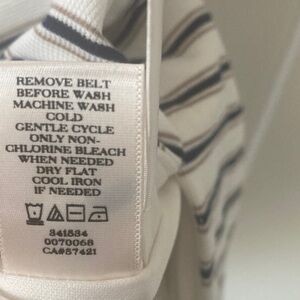 REMOVE BELT
BEFORE WASH
MACHINE WASH
COLD
GENTLE CYCLE
ONLY NON-
CHLORINE BLEACH
WHEN NEEDED
DRY FLAT
COOL IRON
IF NEEDED
341534
0070068
CA#57421